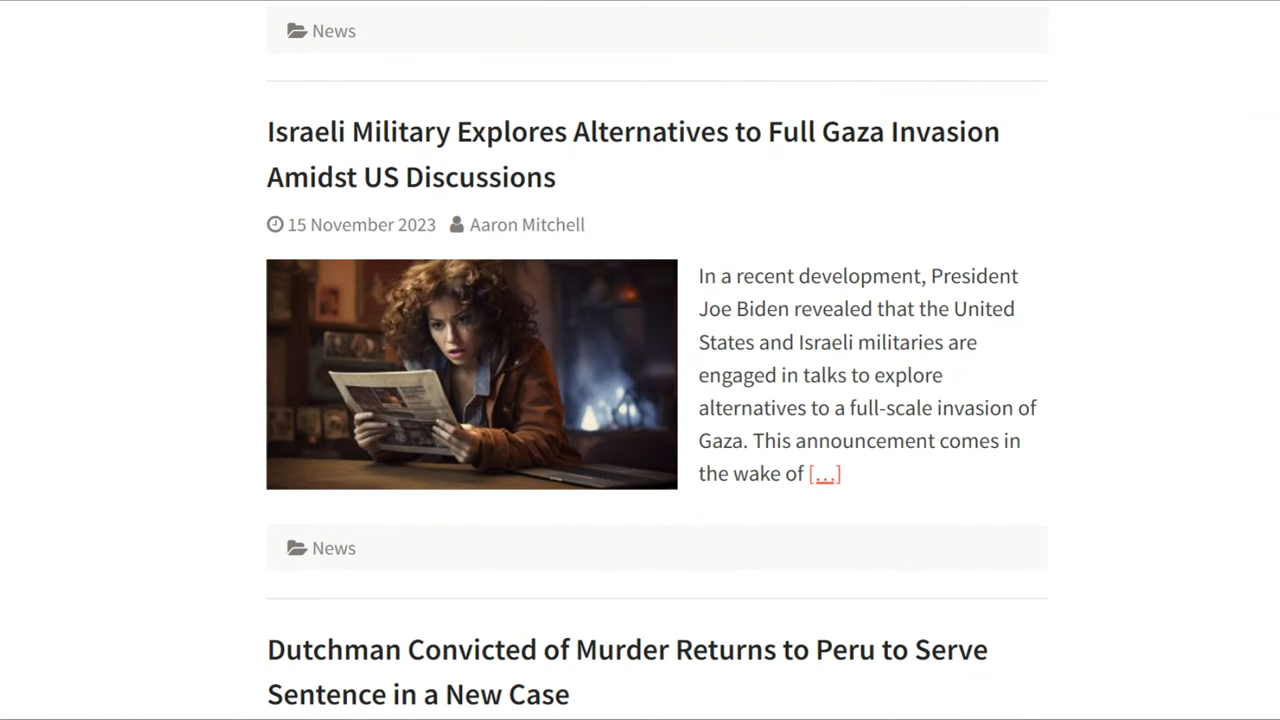 News
Israeli Military Explores Alternatives to Full Gaza Invasion
Amidst US Discussions
15 November 2023 Aaron Mitchell
In a recent development, President
Joe Biden revealed that the United
States and Israeli militaries are
engaged in talks to explore
alternatives to a full-scale invasion of
Gaza. This announcement comes in
the wake of [...]
News
Dutchman Convicted of Murder Returns to Peru to Serve
Sentence in a New Case